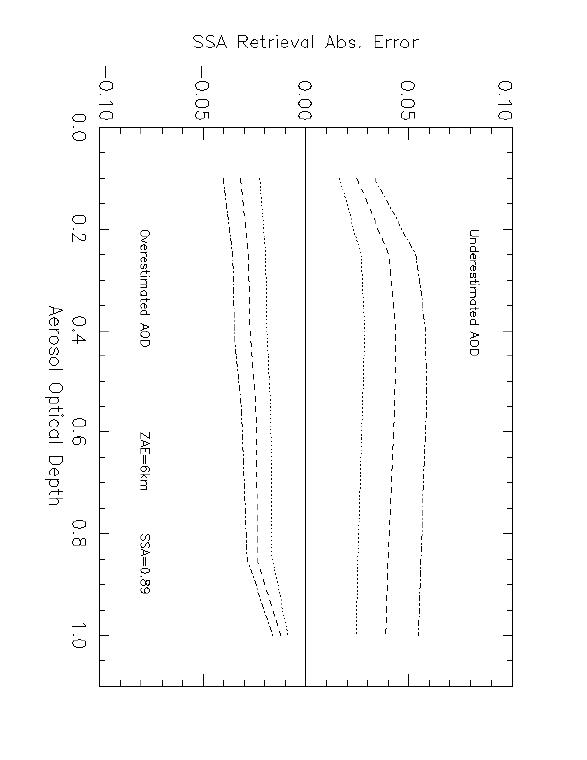 SSA Retrieval Abs. Error
0.10
0.05
0.00
−0.05
−0.10
0.0
0.2
0.4
0.6
0.8
1.0
Aerosol Optical Depth
Underestimated AOD
Overestimated AOD
ZAE=6km
SSA=0.89